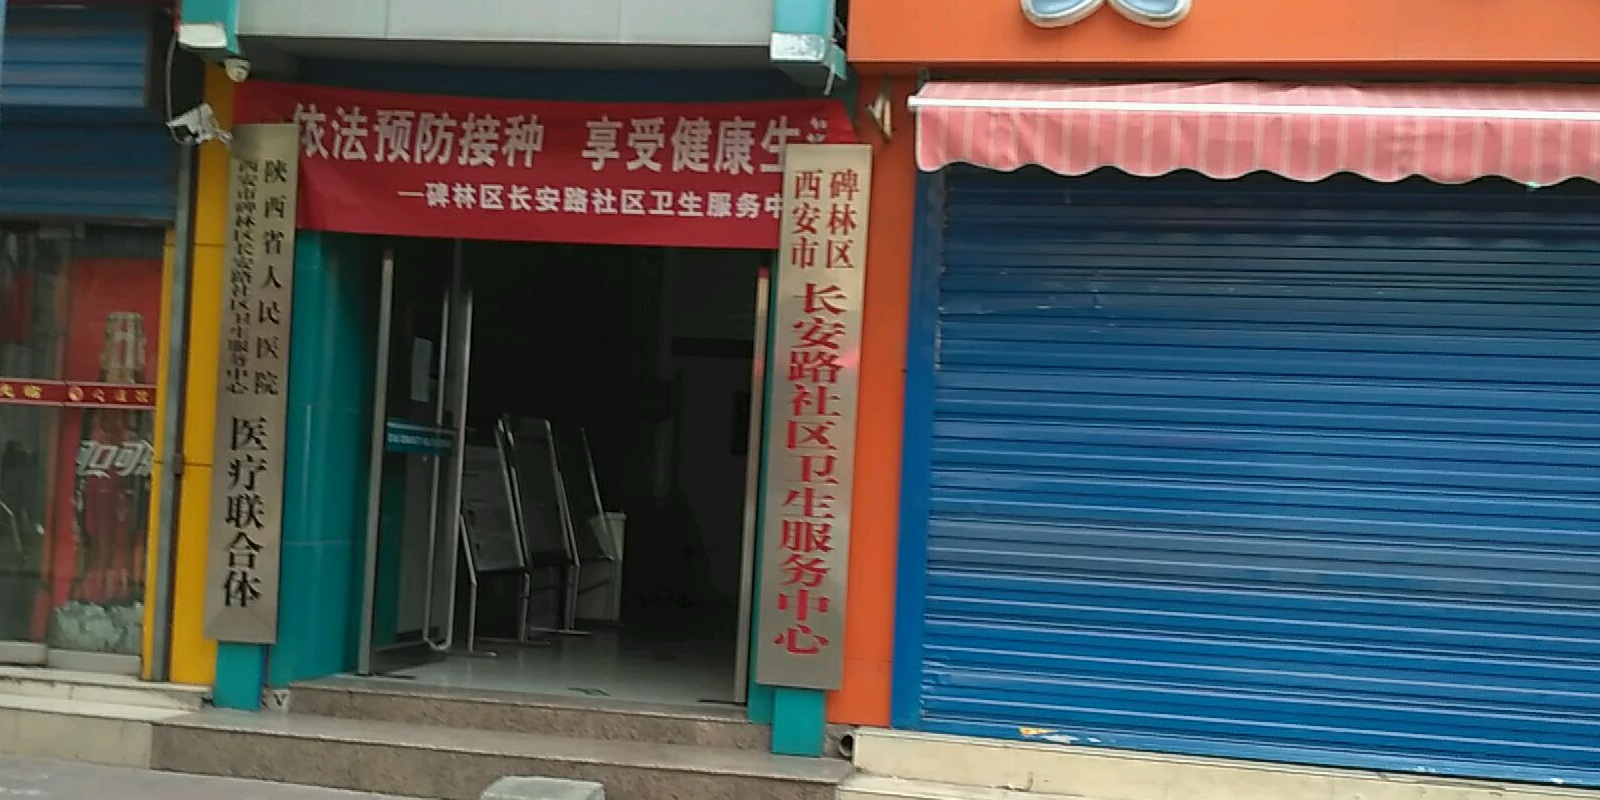 依法预防接种 享受健康生
—碑林区长安路社区卫生服务中
陕西省人民医院
西安市碑林区长安路社区卫生服务中心
医疗联合体
西安市
碑林区
长安路社区卫生服务中心